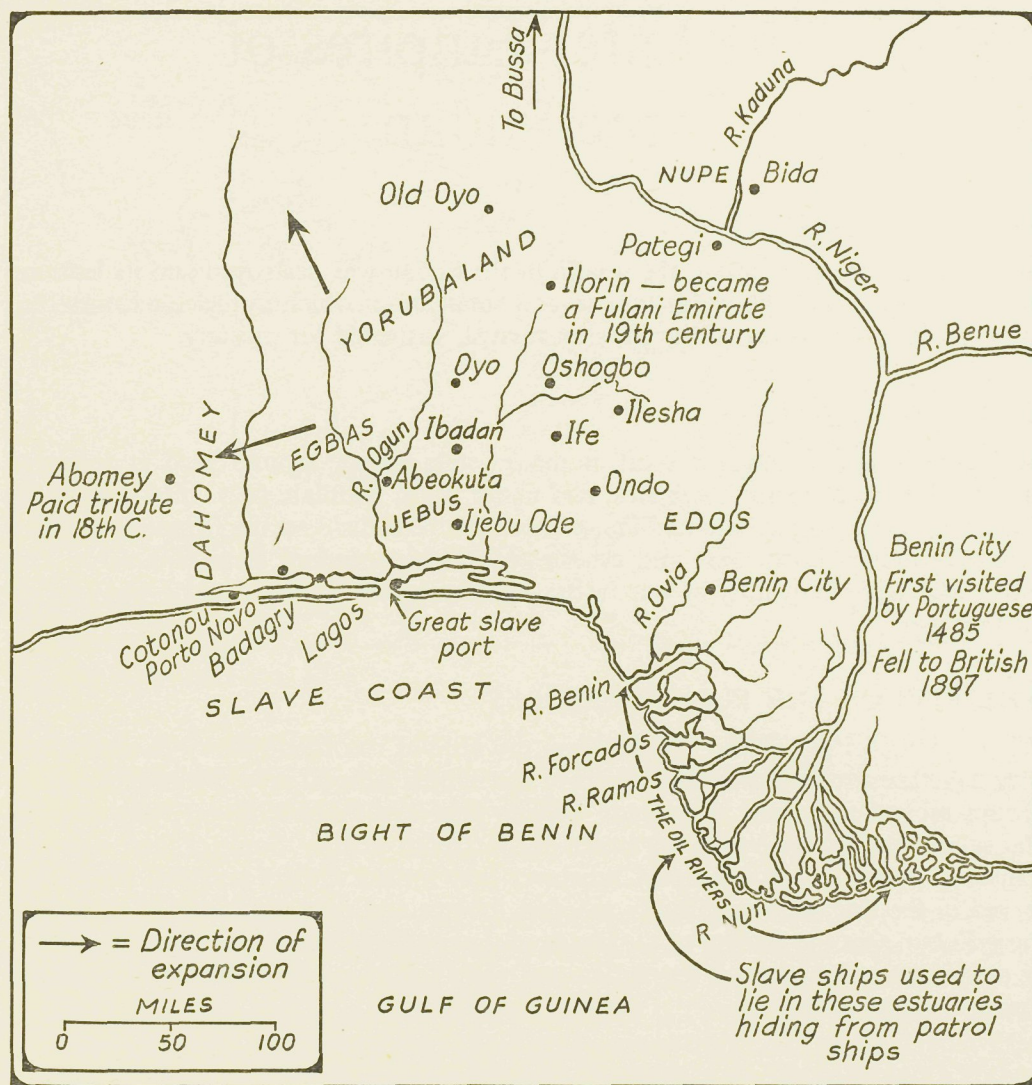 To Bussa
R. Kaduna
NUPE
Bida
Old Oyo
Pategi
R. Niger
YORUBALAND
Ilorin — became
a Fulani Emirate
in 19th century
R. Benue
Oyo
Oshogbo
Ilesha
DAHOMEY
EGBAS
R. Ogun
Ibadan
Ife
Abomey
Paid tribute
in 18th C.
Abeokuta
Ondo
IJEBUS
Ijebu Ode
EDOS
R. Ovia
Benin City
Benin City
First visited
by Portuguese
1485
Fell to British
1897
Cotonou
Porto Novo
Badagry
Lagos
Great slave
port
SLAVE COAST
R. Benin
R. Forcados
R. Ramos
THE OIL RIVERS
BIGHT OF BENIN
R Nun
= Direction of
expansion
MILES
0 50 100
GULF OF GUINEA
Slave ships used to
lie in these estuaries
hiding from patrol
ships